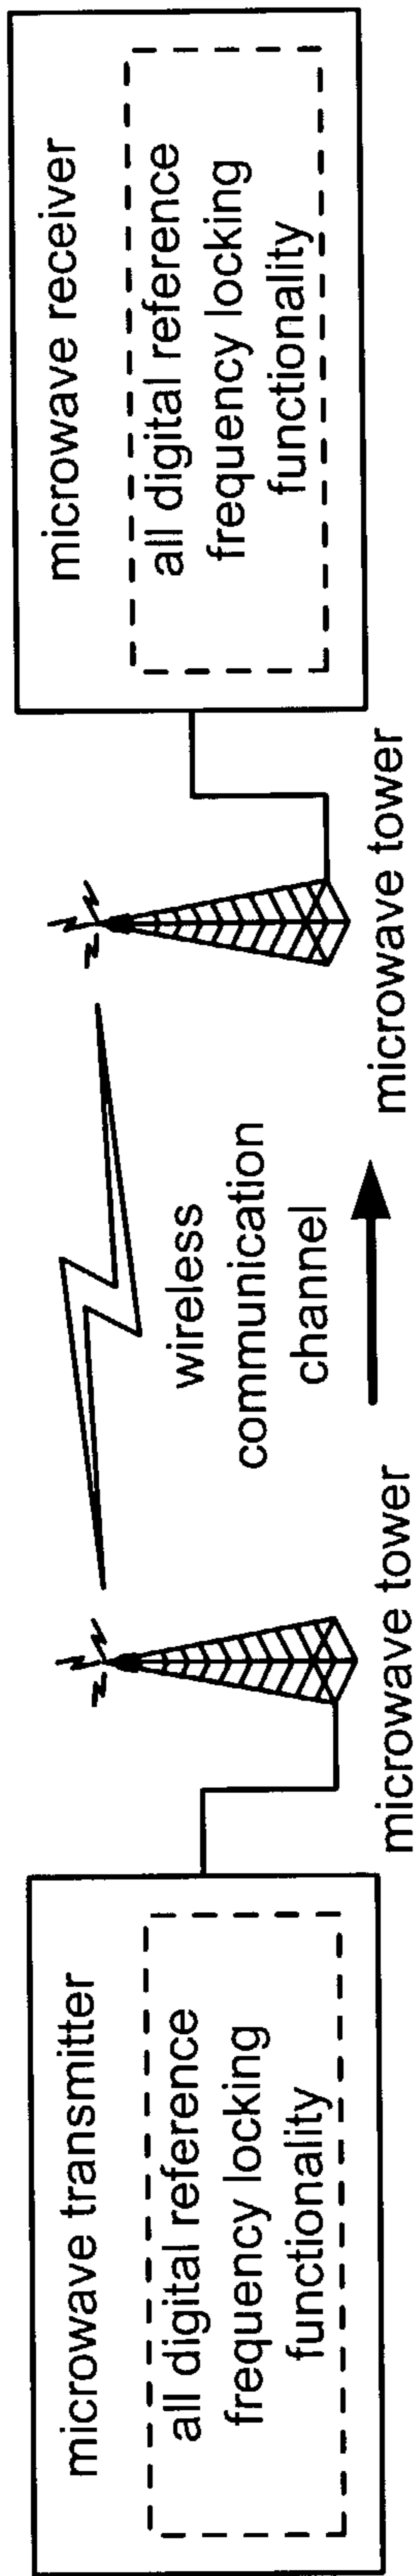 microwave transmitter
all digital reference
frequency locking
functionality
microwave tower
wireless
communication
channel
microwave tower
microwave receiver
all digital reference
frequency locking
functionality